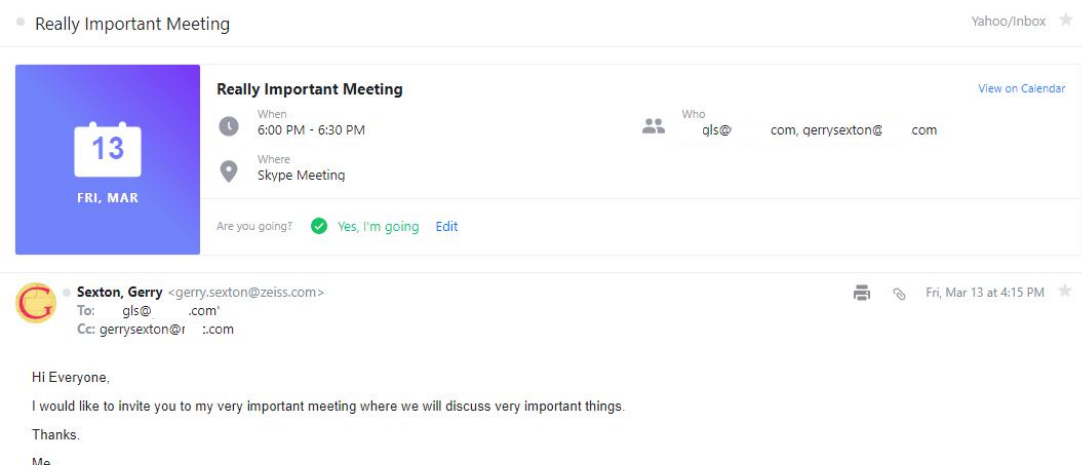 Really Important Meeting
Yahoo/Inbox
Really Important Meeting
View on Calendar
When
6:00 PM - 6:30 PM
Who
gls@ com, gerrysexton@ com
13
FRI, MAR
Where
Skype Meeting
Are you going? Yes, I'm going Edit
G
Sexton, Gerry <gerry.sexton@zeiss.com>
Fri, Mar 13 at 4:15 PM
To: gls@ .com'
Cc: gerrysexton@r .com
Hi Everyone,
I would like to invite you to my very important meeting where we will discuss very important things.
Thanks.
Me